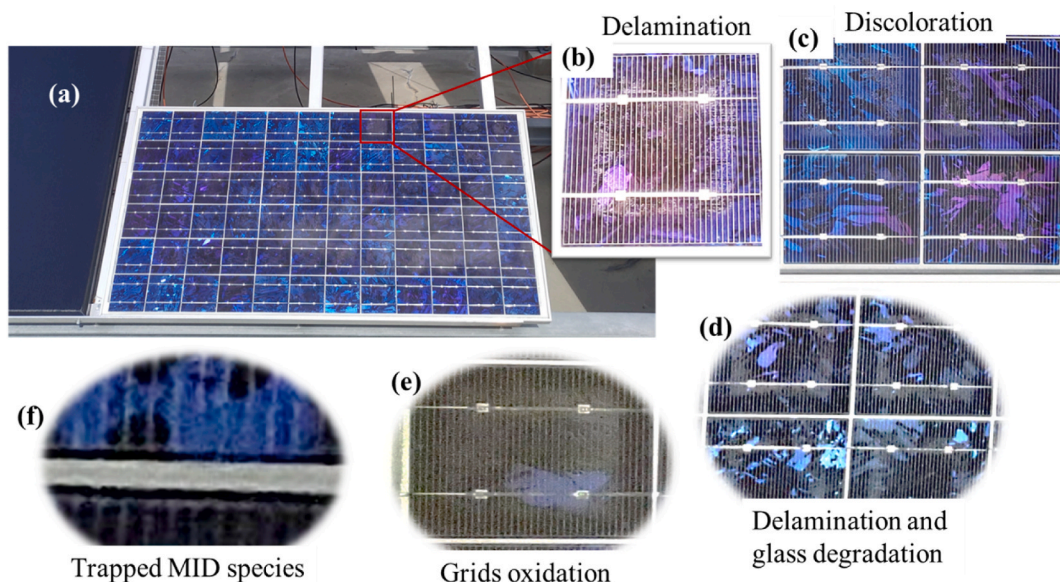 Delamination
Discoloration
(a)
(b)
(c)
(d)
(e)
(f)
Delamination and
glass degradation
Grids oxidation
Trapped MID species